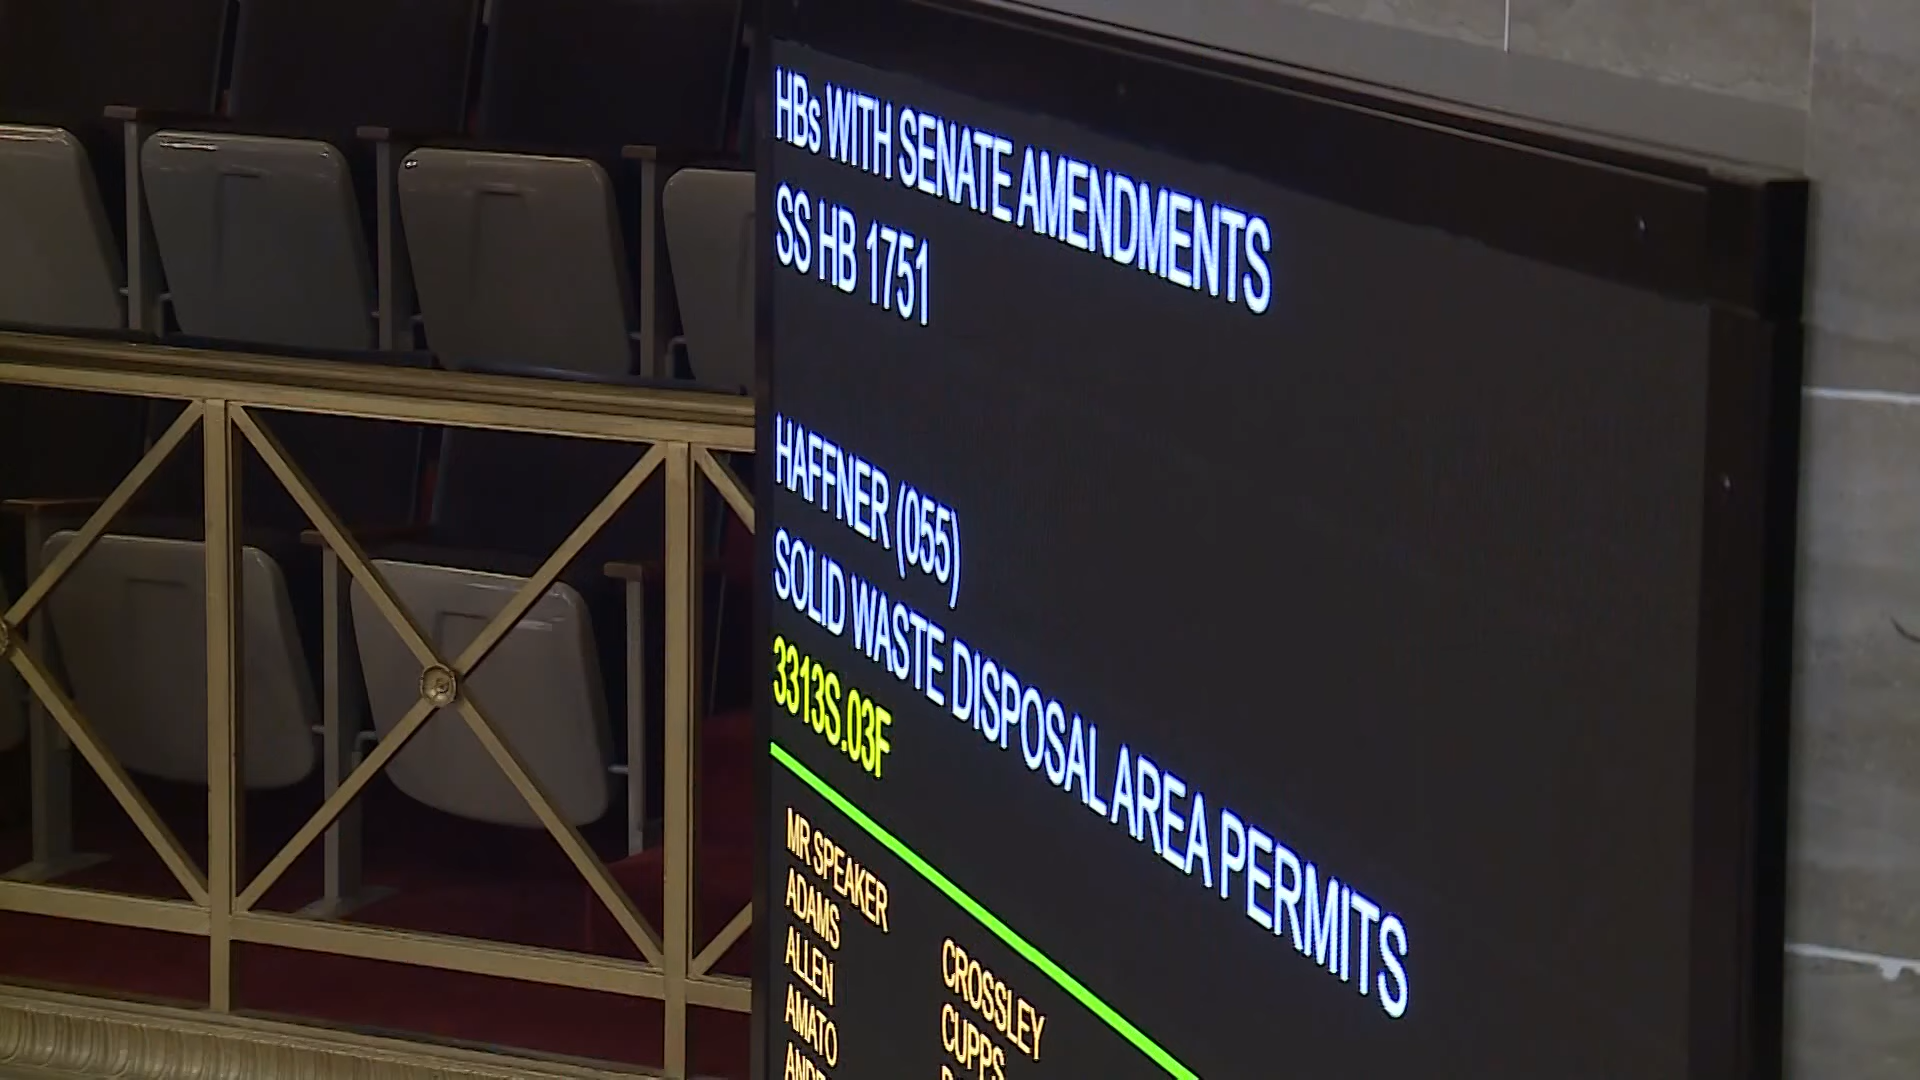 HBs WITH SENATE AMENDMENTS
SS HB 1751
HAFFNER (055)
SOLID WASTE DISPOSAL AREA PERMITS
3313S.03F
MR SPEAKER
ADAMS
ALLEN
AMATO
CROSSLEY
CUPPS